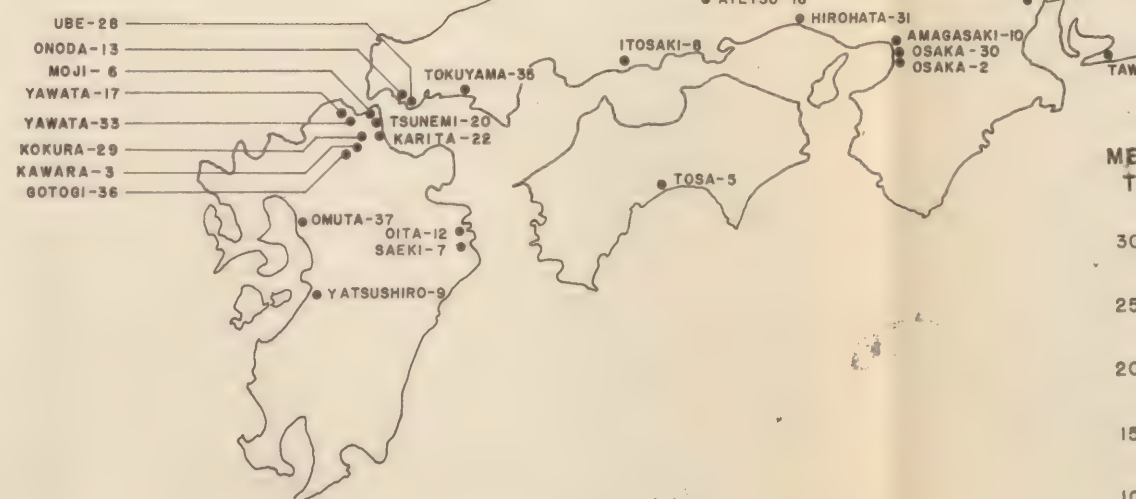 HIROHATA-31
UBE-28
ONODA-13
MOJI-6
YAWATA-17
YAWATA-33
KOKURA-29
KAWARA-3
GOTOGI-36
TOKUYAMA-35
TSUNEMI-20
KARITA-22
ITOSAKI-8
AMAGASAKI-10
OSAKA-30
OSAKA-2
TAW
TOSA-5
OMUTA-37
OITA-12
SAEKI-7
YATSUSHIRO-9
ME
T
30
25
20
15